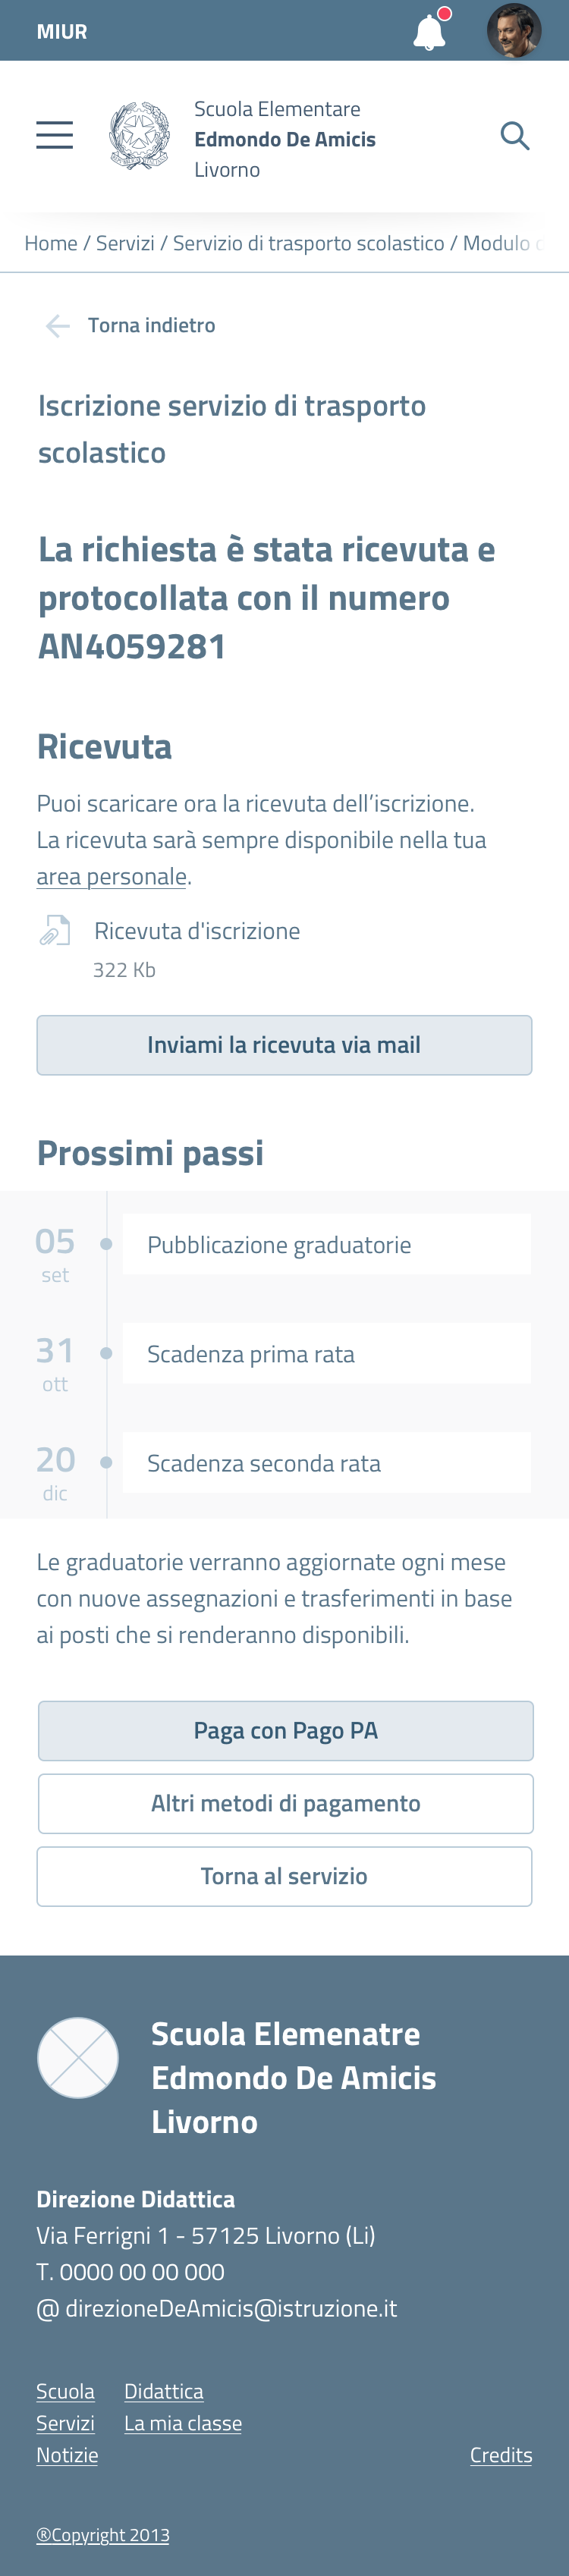 MIUR
Scuola Elementare
Edmondo De Amicis
Livorno
Home / Servizi / Servizio di trasporto scolastico / Modulo
Torna indietro
Iscrizione servizio di trasporto
scolastico
La richiesta è stata ricevuta e
protocollata con il numero
AN4059281
Ricevuta
Puoi scaricare ora la ricevuta dell’iscrizione.
La ricevuta sarà sempre disponibile nella tua
area personale.
Ricevuta d'iscrizione
322 Kb
Inviami la ricevuta via mail
Prossimi passi
05
set
Pubblicazione graduatorie
31
ott
Scadenza prima rata
20
dic
Scadenza seconda rata
Le graduatorie verranno aggiornate ogni mese
con nuove assegnazioni e trasferimenti in base
ai posti che si renderanno disponibili.
Paga con Pago PA
Altri metodi di pagamento
Torna al servizio
Scuola Elemenatre
Edmondo De Amicis
Livorno
Direzione Didattica
Via Ferrigni 1 - 57125 Livorno (Li)
T. 0000 00 00 000
@ direzioneDeAmicis@istruzione.it
Scuola Didattica
Servizi La mia classe
Notizie Credits
®Copyright 2013